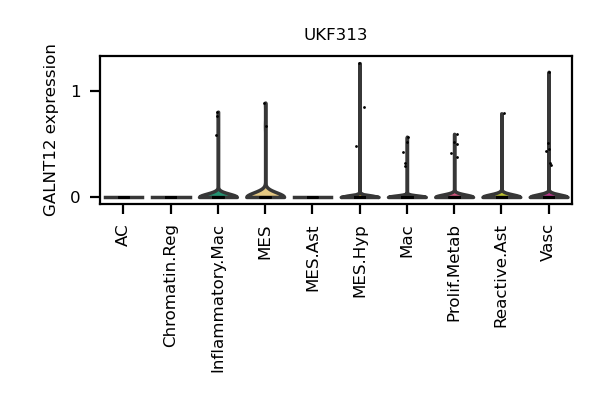 UKF313
GALNT12 expression
1
0
AC
Chromatin.Reg
Inflammatory.Mac
MES
MES.Ast
MES.Hyp
Mac
Prolif.Metab
Reactive.Ast
Vasc